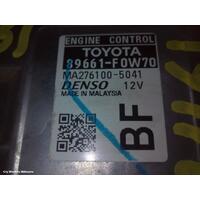 ENGINE CONTROL
TOYOTA
89661-F0W70
MA276100-5041
DENSO 12V
MADE IN MALAYSIA
BF